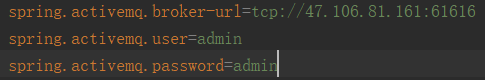 spring.activemq.broker-url=tcp://47.106.81.161:61616
spring.activemq.user=admin
spring.activemq.password=admin